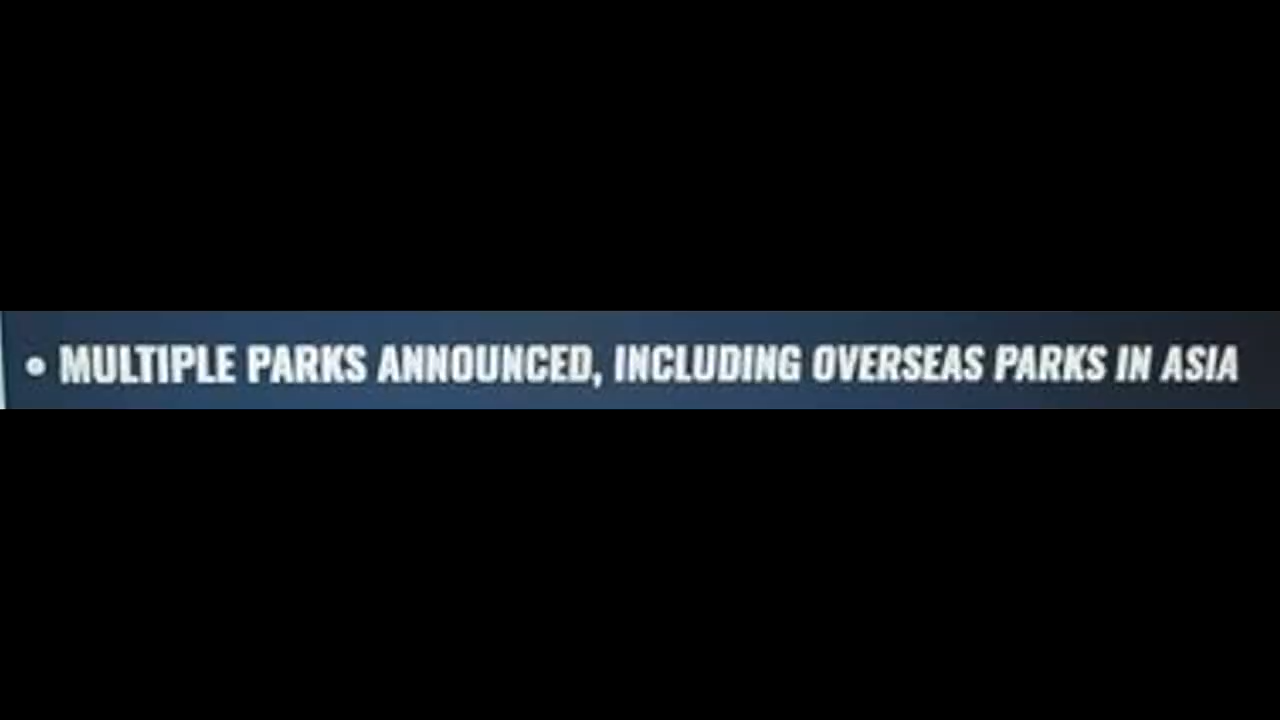 • MULTIPLE PARKS ANNOUNCED, INCLUDING OVERSEAS PARKS IN ASIA